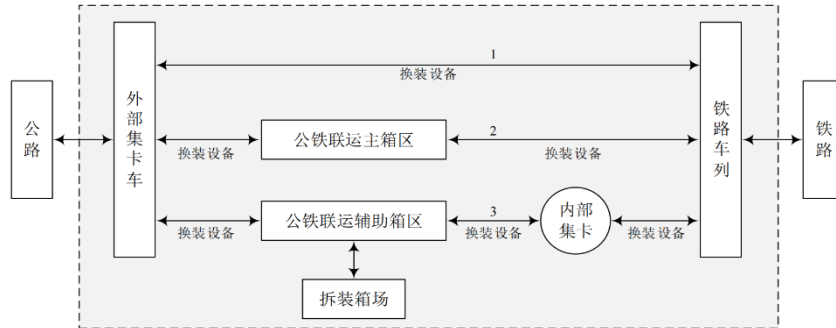 1
换装设备
公路
外部集卡车
铁路车列
铁路
公铁联运主箱区
2
换装设备
换装设备
公铁联运辅助箱区
3
内部
集卡
换装设备
换装设备
换装设备
拆装箱场